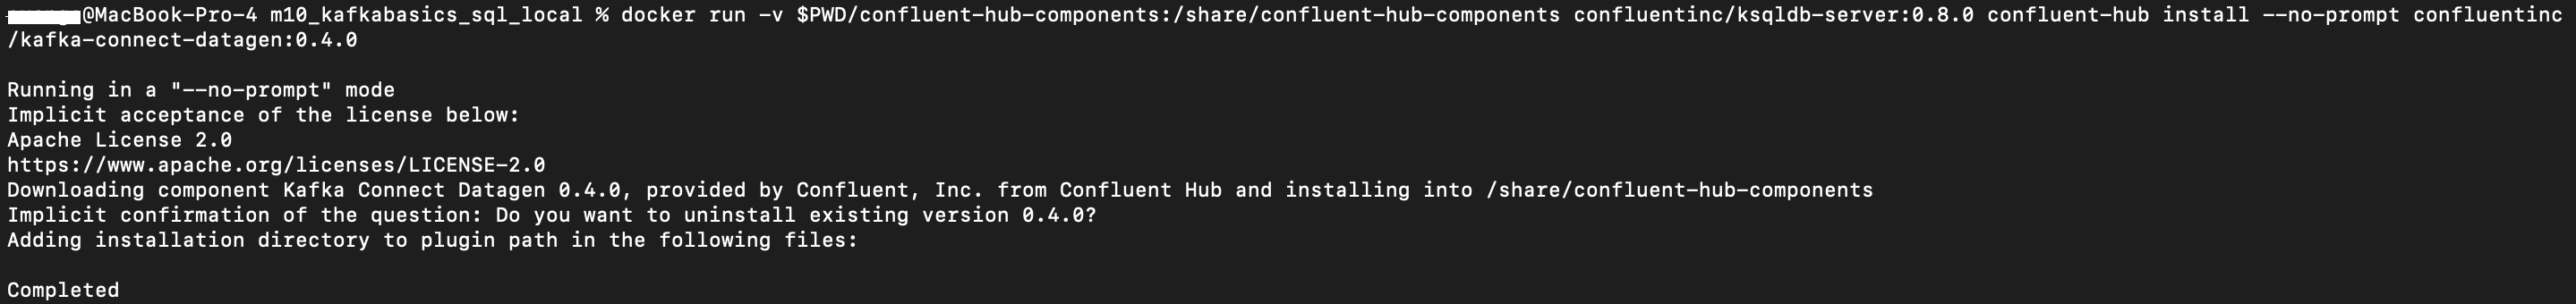 @MacBook-Pro-4 m10_kafkabasics_sql_local % docker run -v $PWD/confluent-hub-components:/share/confluent-hub-components confluentinc/ksqldb-server:0.8.0 confluent-hub install --no-prompt confluentinc
/kafka-connect-datagen:0.4.0
Running in a "--no-prompt" mode
Implicit acceptance of the license below:
Apache License 2.0
https://www.apache.org/licenses/LICENSE-2.0
Downloading component Kafka Connect Datagen 0.4.0, provided by Confluent, Inc. from Confluent Hub and installing into /share/confluent-hub-components
Implicit confirmation of the question: Do you want to uninstall existing version 0.4.0?
Adding installation directory to plugin path in the following files:
Completed